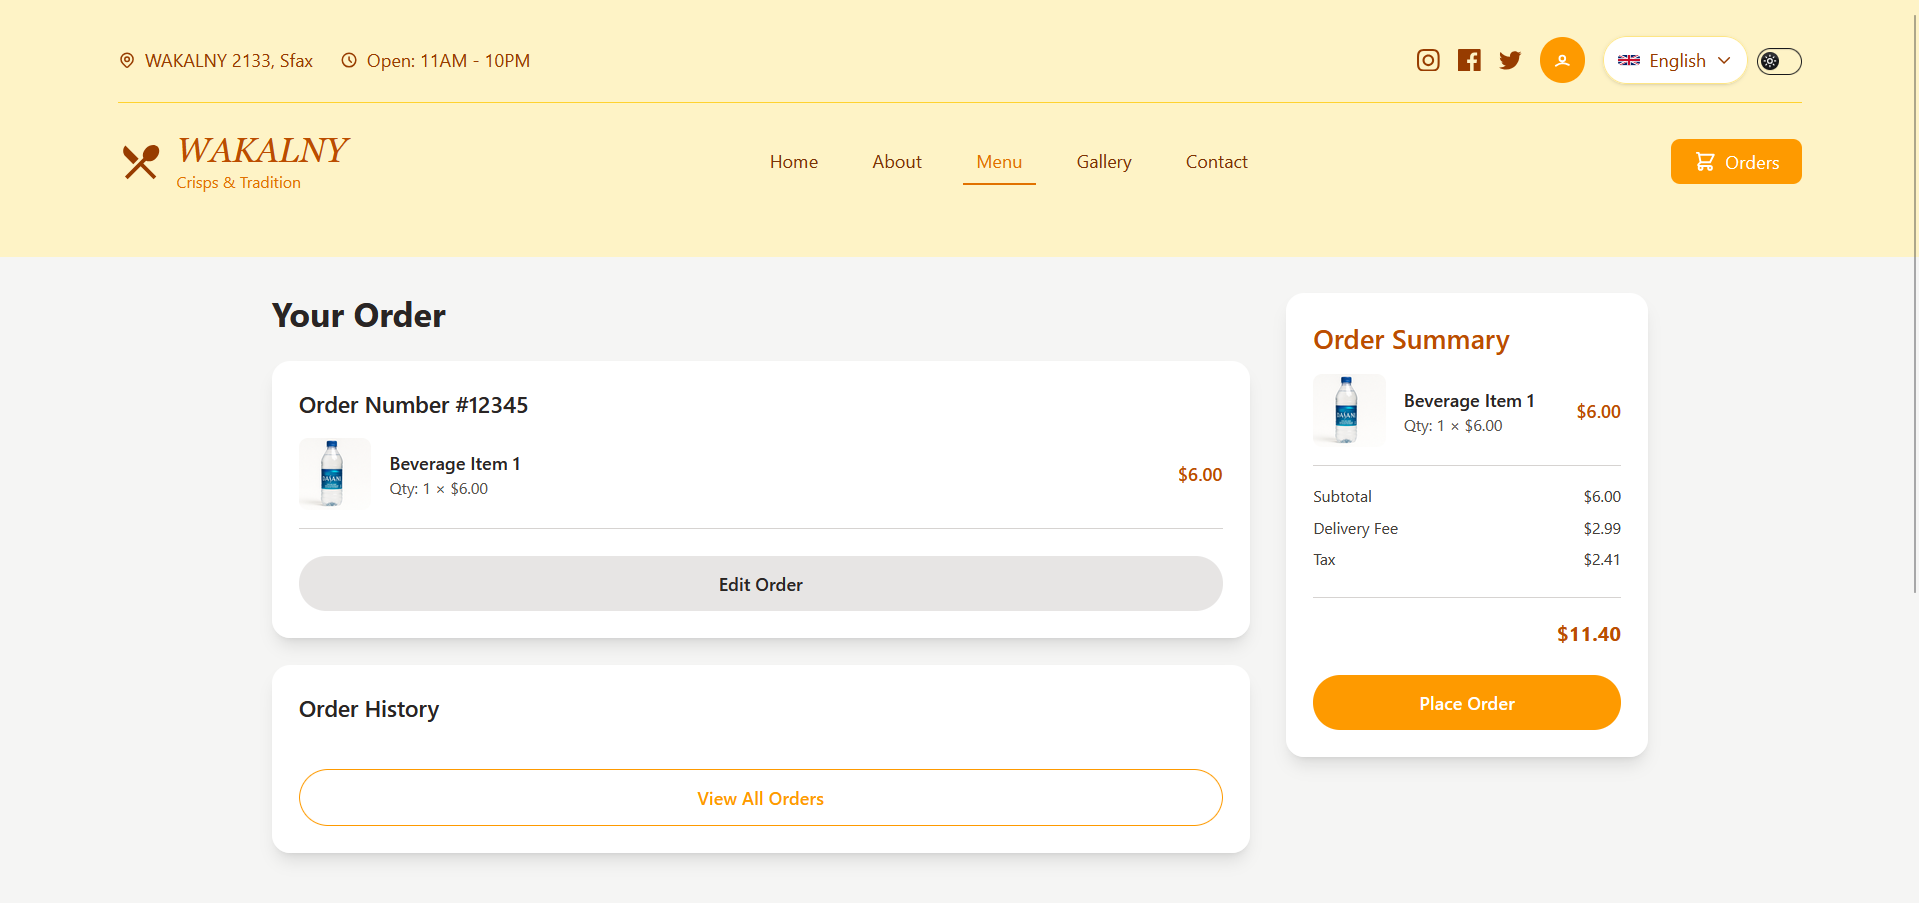 WAKALNY 2133, Sfax
Open: 11AM - 10PM
English
WAKALNY
Crisps & Tradition
Home
About
Menu
Gallery
Contact
Orders
Your Order
Order Number #12345
DASANI
Beverage Item 1
Qty: 1 × $6.00
$6.00
Edit Order
Order History
View All Orders
Order Summary
DASANI
Beverage Item 1
Qty: 1 × $6.00
$6.00
Subtotal $6.00
Delivery Fee $2.99
Tax $2.41
$11.40
Place Order